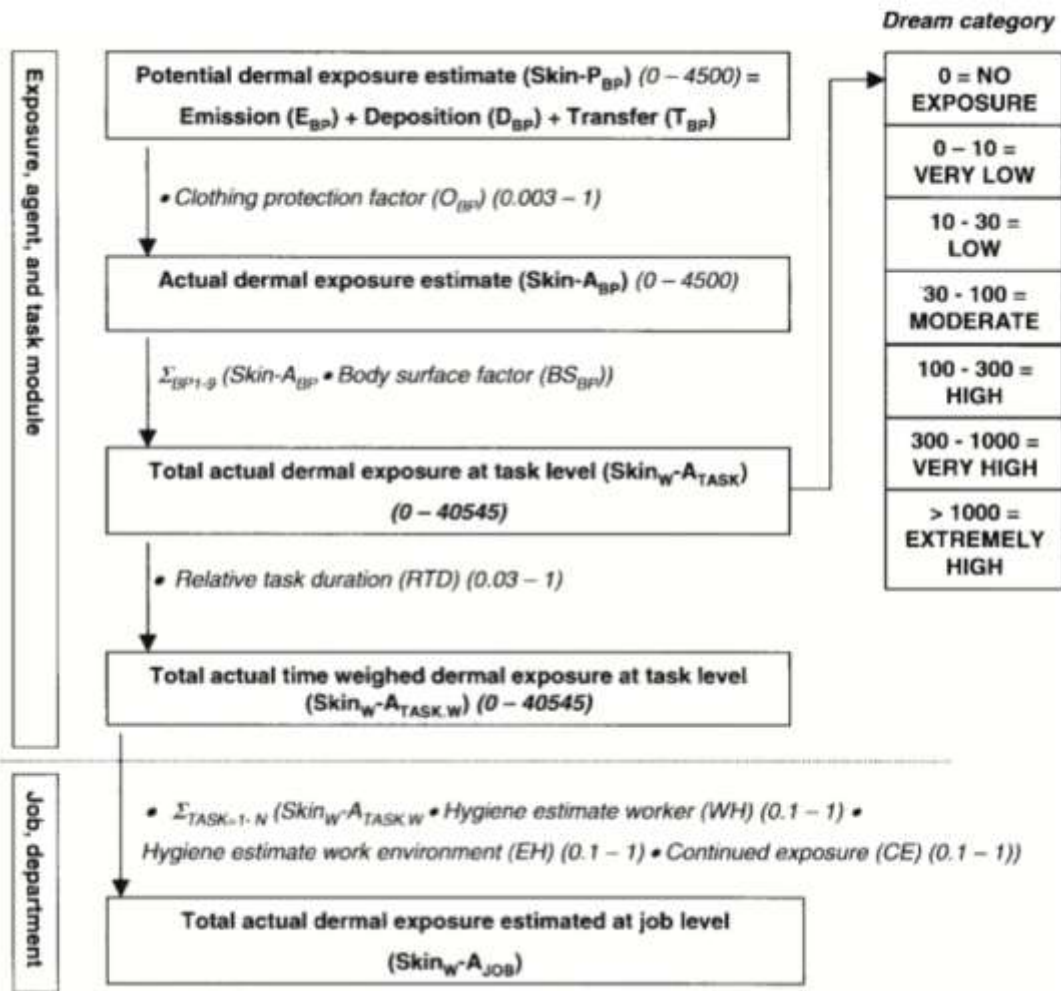 Dream category
Exposure, agent, and task module
Potential dermal exposure estimate (Skin-P_BP) (0 – 4500) =
Emission (E_BP) + Deposition (D_BP) + Transfer (T_BP)
• Clothing protection factor (O_BP) (0.003 – 1)
Actual dermal exposure estimate (Skin-A_BP) (0 – 4500)
Σ_BP1-9 (Skin-A_BP • Body surface factor (BS_BP))
Total actual dermal exposure at task level (Skin_W-A_TASK)
(0 – 40545)
• Relative task duration (RTD) (0.03 – 1)
Total actual time weighed dermal exposure at task level
(Skin_W-A_TASK.W) (0 – 40545)
0 = NO
EXPOSURE
0 – 10 =
VERY LOW
10 - 30 =
LOW
30 - 100 =
MODERATE
100 - 300 =
HIGH
300 - 1000 =
VERY HIGH
> 1000 =
EXTREMELY
HIGH
Job, department
• Σ_TASK=1- N (Skin_W-A_TASK.W • Hygiene estimate worker (WH) (0.1 – 1) •
Hygiene estimate work environment (EH) (0.1 – 1) • Continued exposure (CE) (0.1 – 1))
Total actual dermal exposure estimated at job level
(Skin_W-A_JOB)